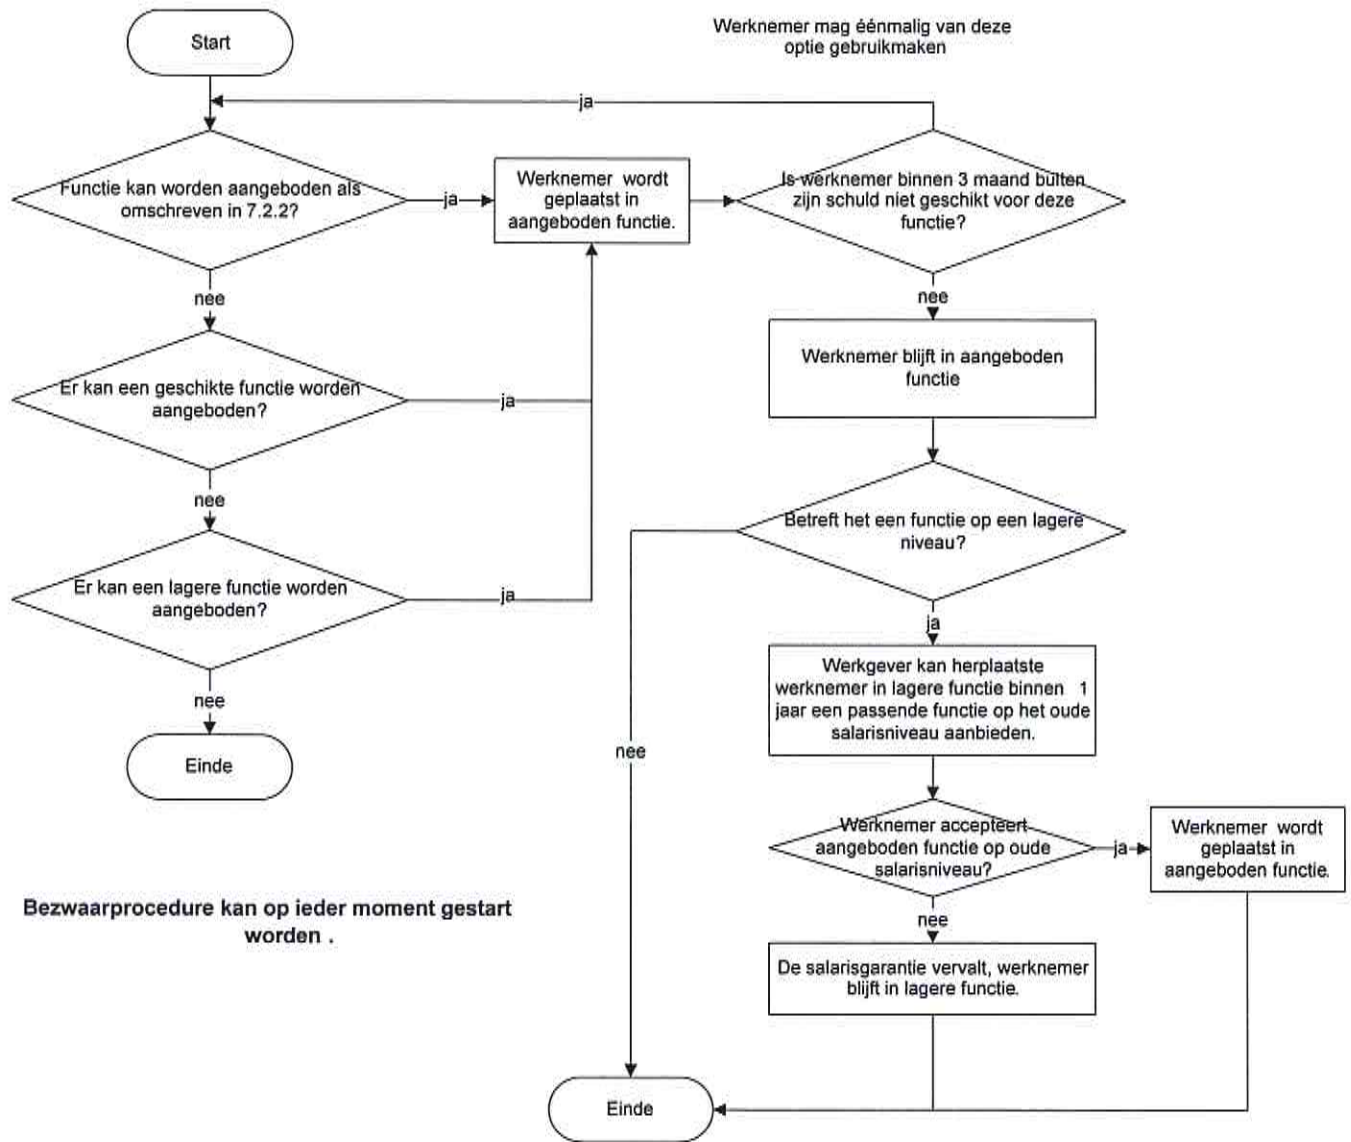 Start
Werknemer mag éénmalig van deze
optie gebruikmaken
ja
Functie kan worden aangeboden als
omschreven in 7.2.2?
ja
Werknemer wordt
geplaatst in
aangeboden functie.
Is werknemer binnen 3 maand buiten
zijn schuld niet geschikt voor deze
functie?
nee
nee
Er kan een geschikte functie worden
aangeboden?
ja
Werknemer blijft in aangeboden
functie
nee
Betreft het een functie op een lagere
niveau?
Er kan een lagere functie worden
aangeboden?
ja
ja
nee
Werkgever kan herplaatste
werknemer in lagere functie binnen 1
jaar een passende functie op het oude
salarisniveau aanbieden.
Einde
nee
Werknemer accepteert
aangeboden functie op oude
salarisniveau?
ja
Werknemer wordt
geplaatst in
aangeboden functie.
Bezwaarprocedure kan op ieder moment gestart
worden .
nee
De salarisgarantie vervalt, werknemer
blijft in lagere functie.
Einde